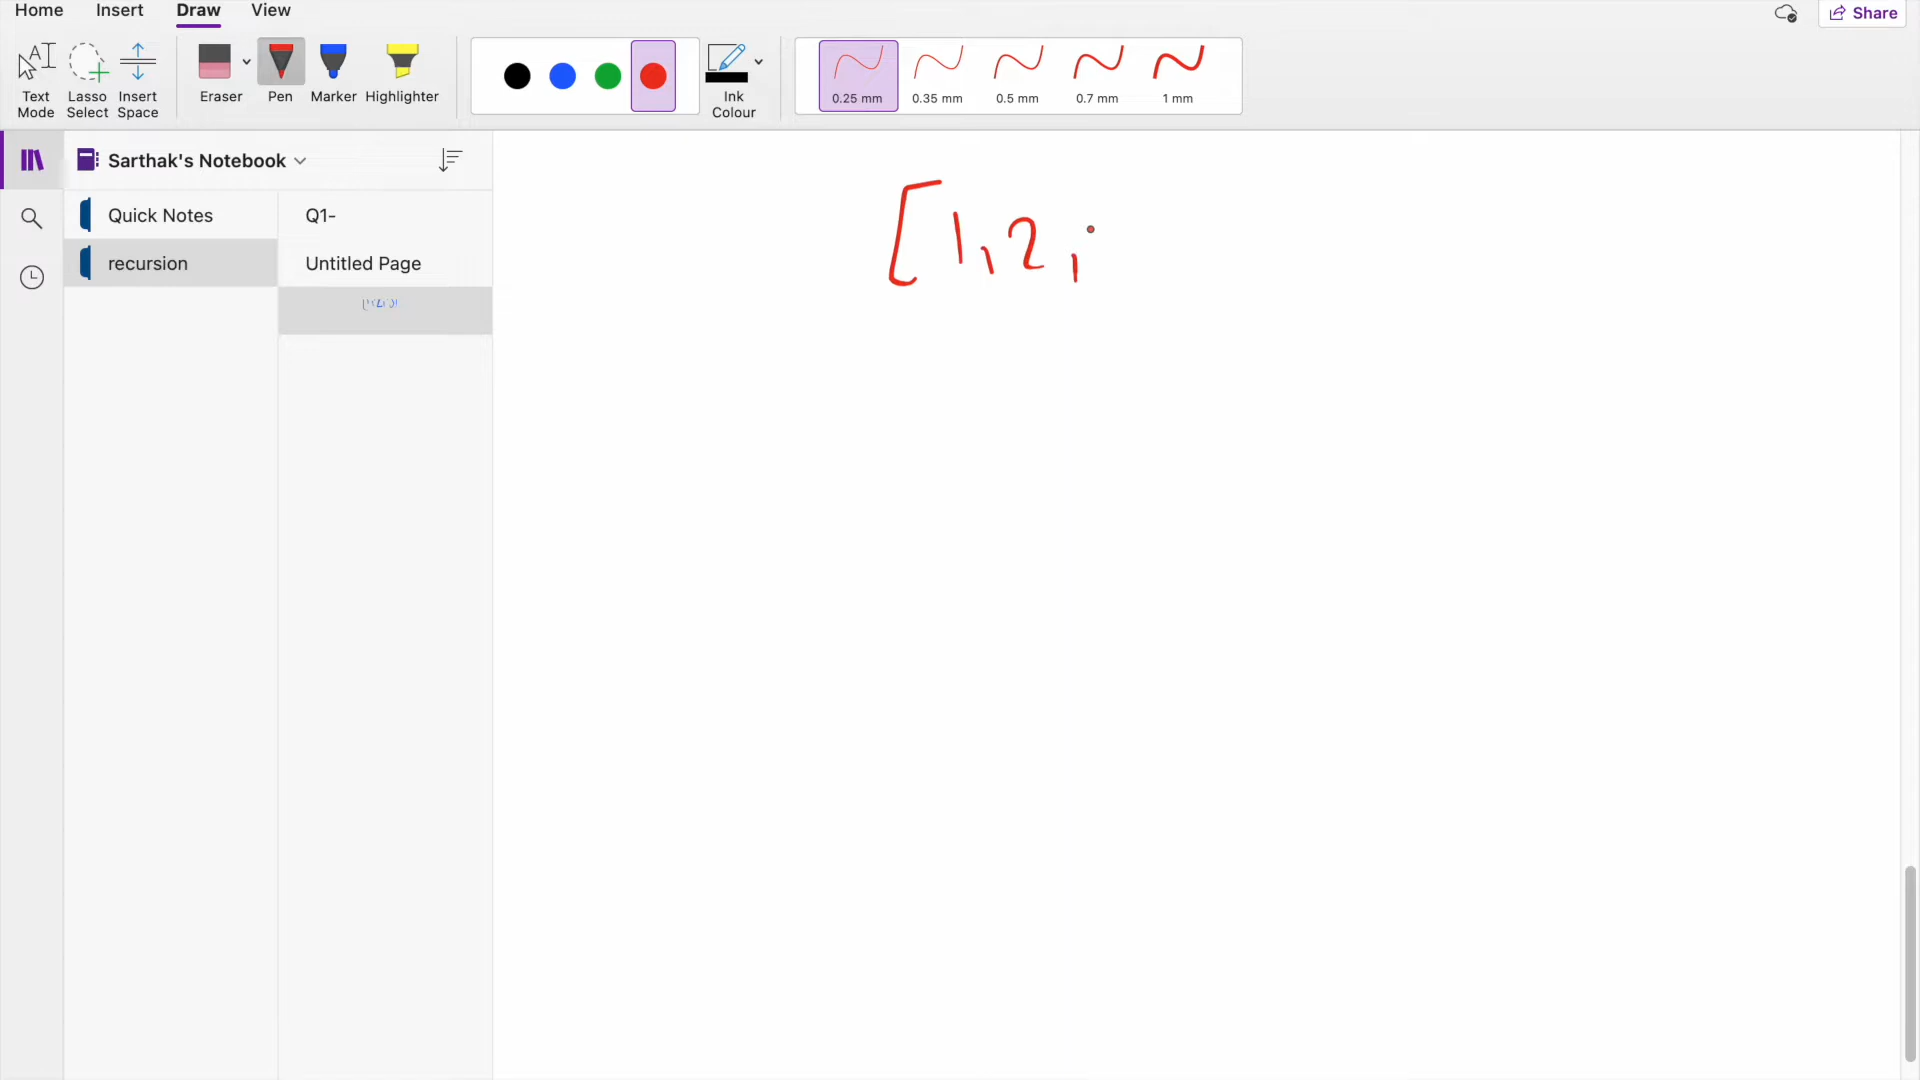 Home Insert Draw View Share
Text Mode Lasso Select Insert Space Eraser Pen Marker Highlighter Ink Colour 0.25 mm 0.35 mm 0.5 mm 0.7 mm 1 mm
Sarthak's Notebook
Quick Notes
recursion
Q1-
Untitled Page
[1,2,